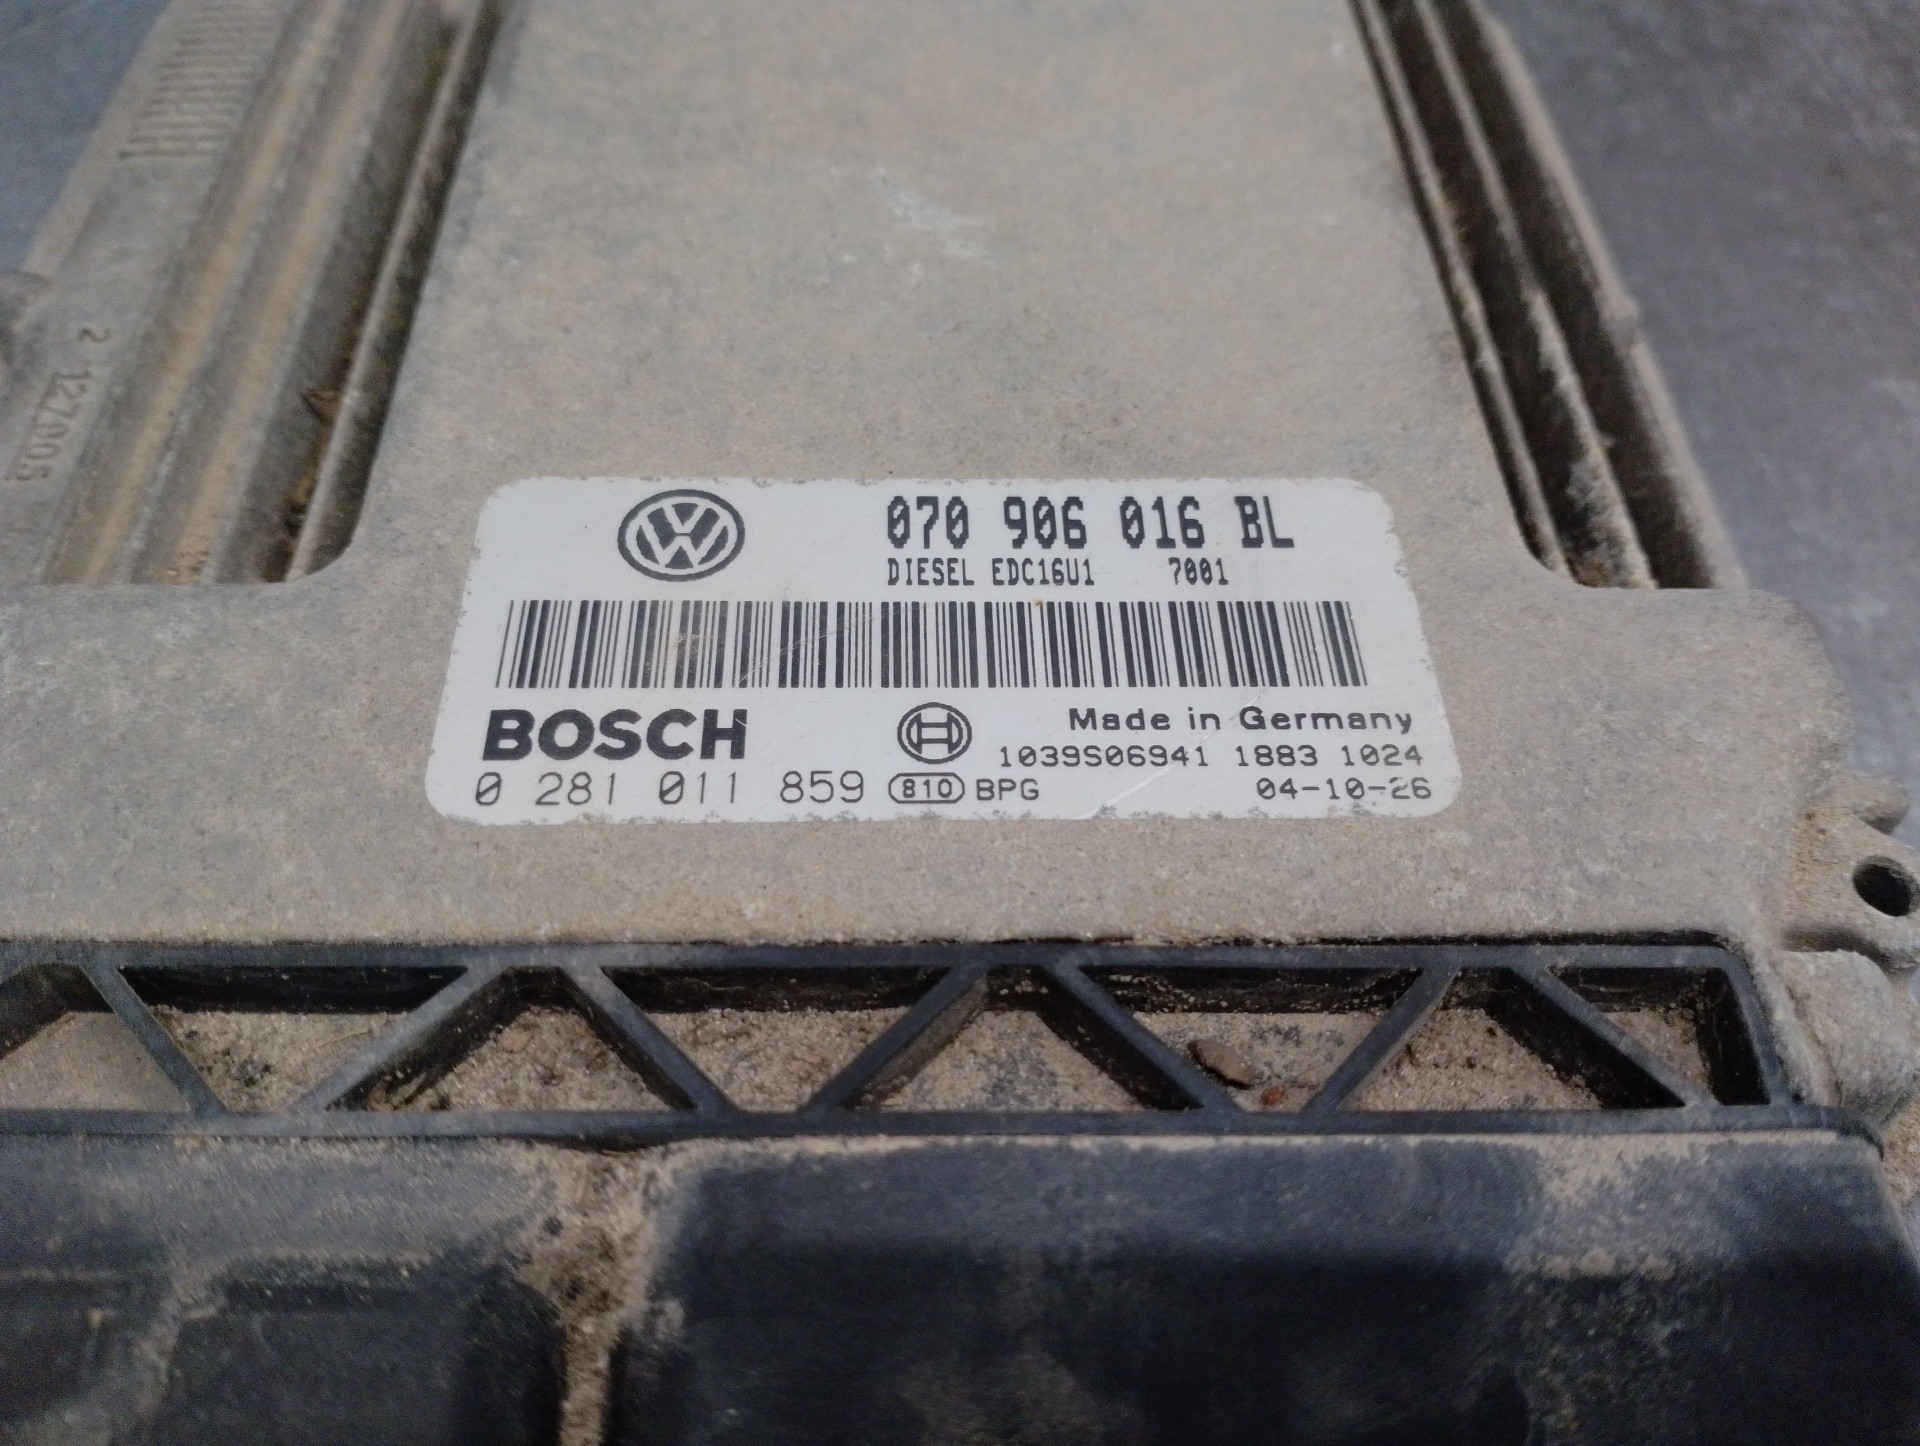 070 906 016 BL
DIESEL EDC16U1 7001
BOSCH
Made in Germany
1039S06941 1883 1024
0 281 011 859 810 BPG 04-10-26